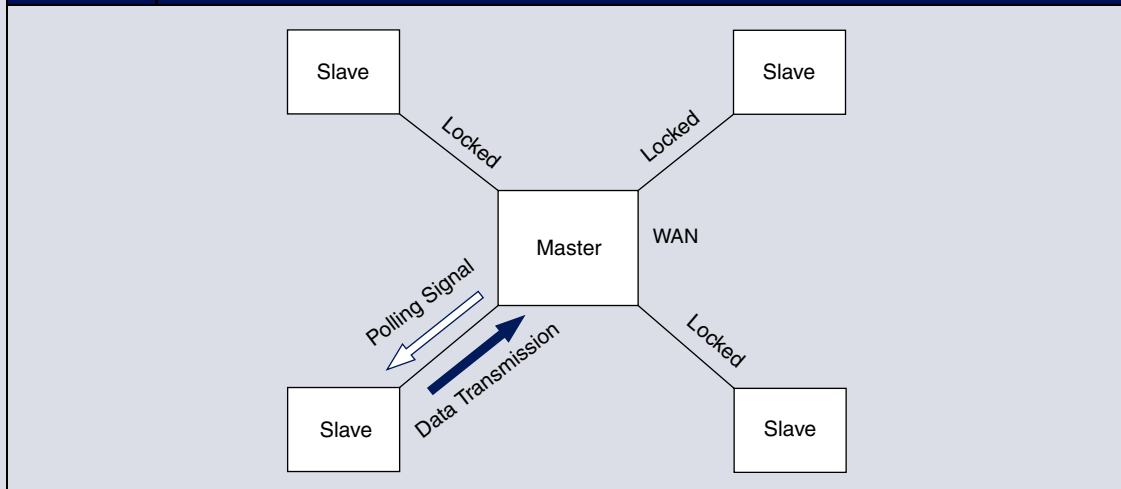 Slave
Slave
Locked
Locked
Master
WAN
Polling Signal
Data Transmission
Locked
Slave
Slave